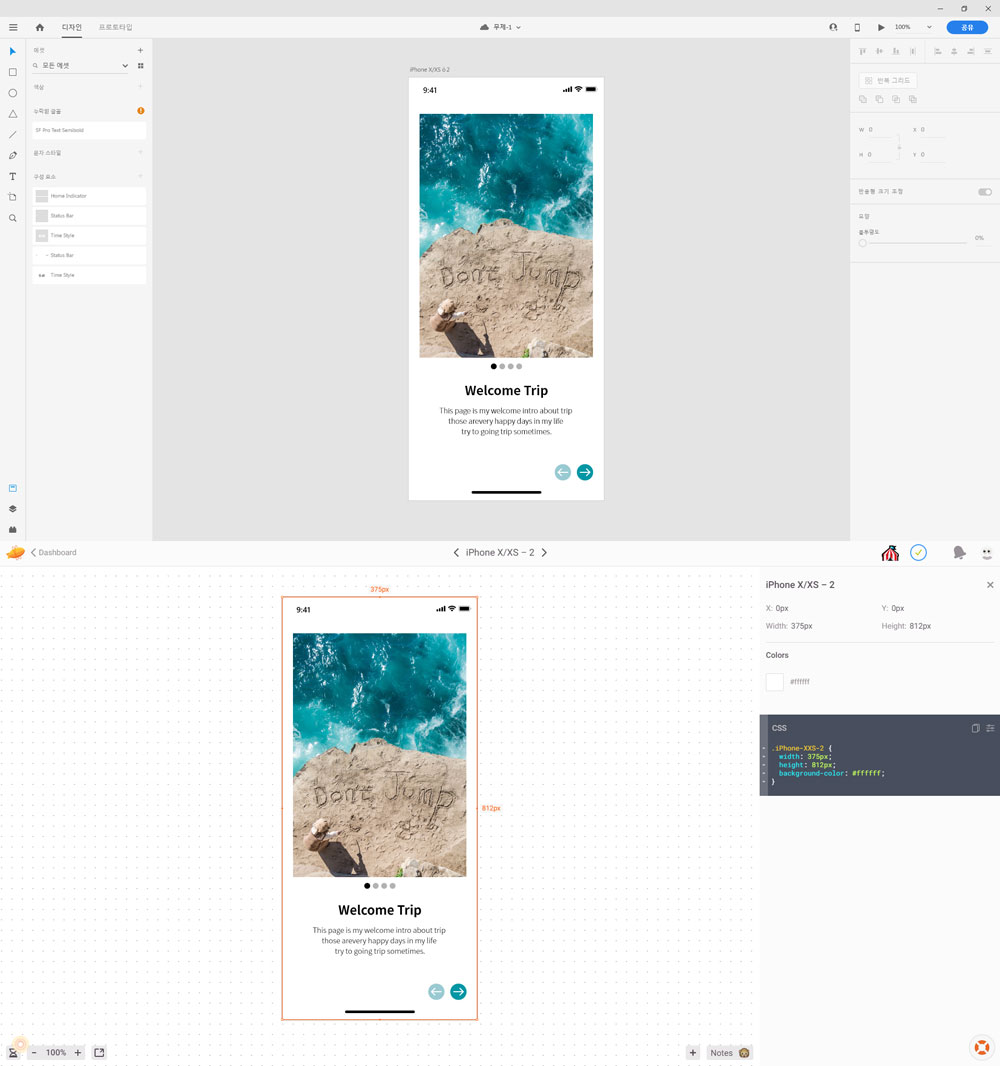 디자인
프로토타입
무제-1
100%
공유
에셋
모든 에셋
색상
누락된 글꼴
SF Pro Text Semibold
문자 스타일
구성 요소
Home Indicator
Status Bar
Time Style
Status Bar
Time Style
iPhone X/XS ó 2
9:41
Don't Jump
Welcome Trip
This page is my welcome intro about trip
those arevery happy days in my life
try to going trip sometimes.
반복 그리드
W 0
X 0
H 0
Y 0
반응형 크기 조정
모양
불투명도
0%
Dashboard
iPhone X/XS – 2
375px
9:41
Don't Jump
812px
Welcome Trip
This page is my welcome intro about trip
those arevery happy days in my life
try to going trip sometimes.
100%
Notes
iPhone X/XS – 2
X: 0px
Y: 0px
Width: 375px
Height: 812px
Colors
#ffffff
CSS
.iPhone-XXS-2 {
width: 375px;
height: 812px;
background-color: #ffffff;
}